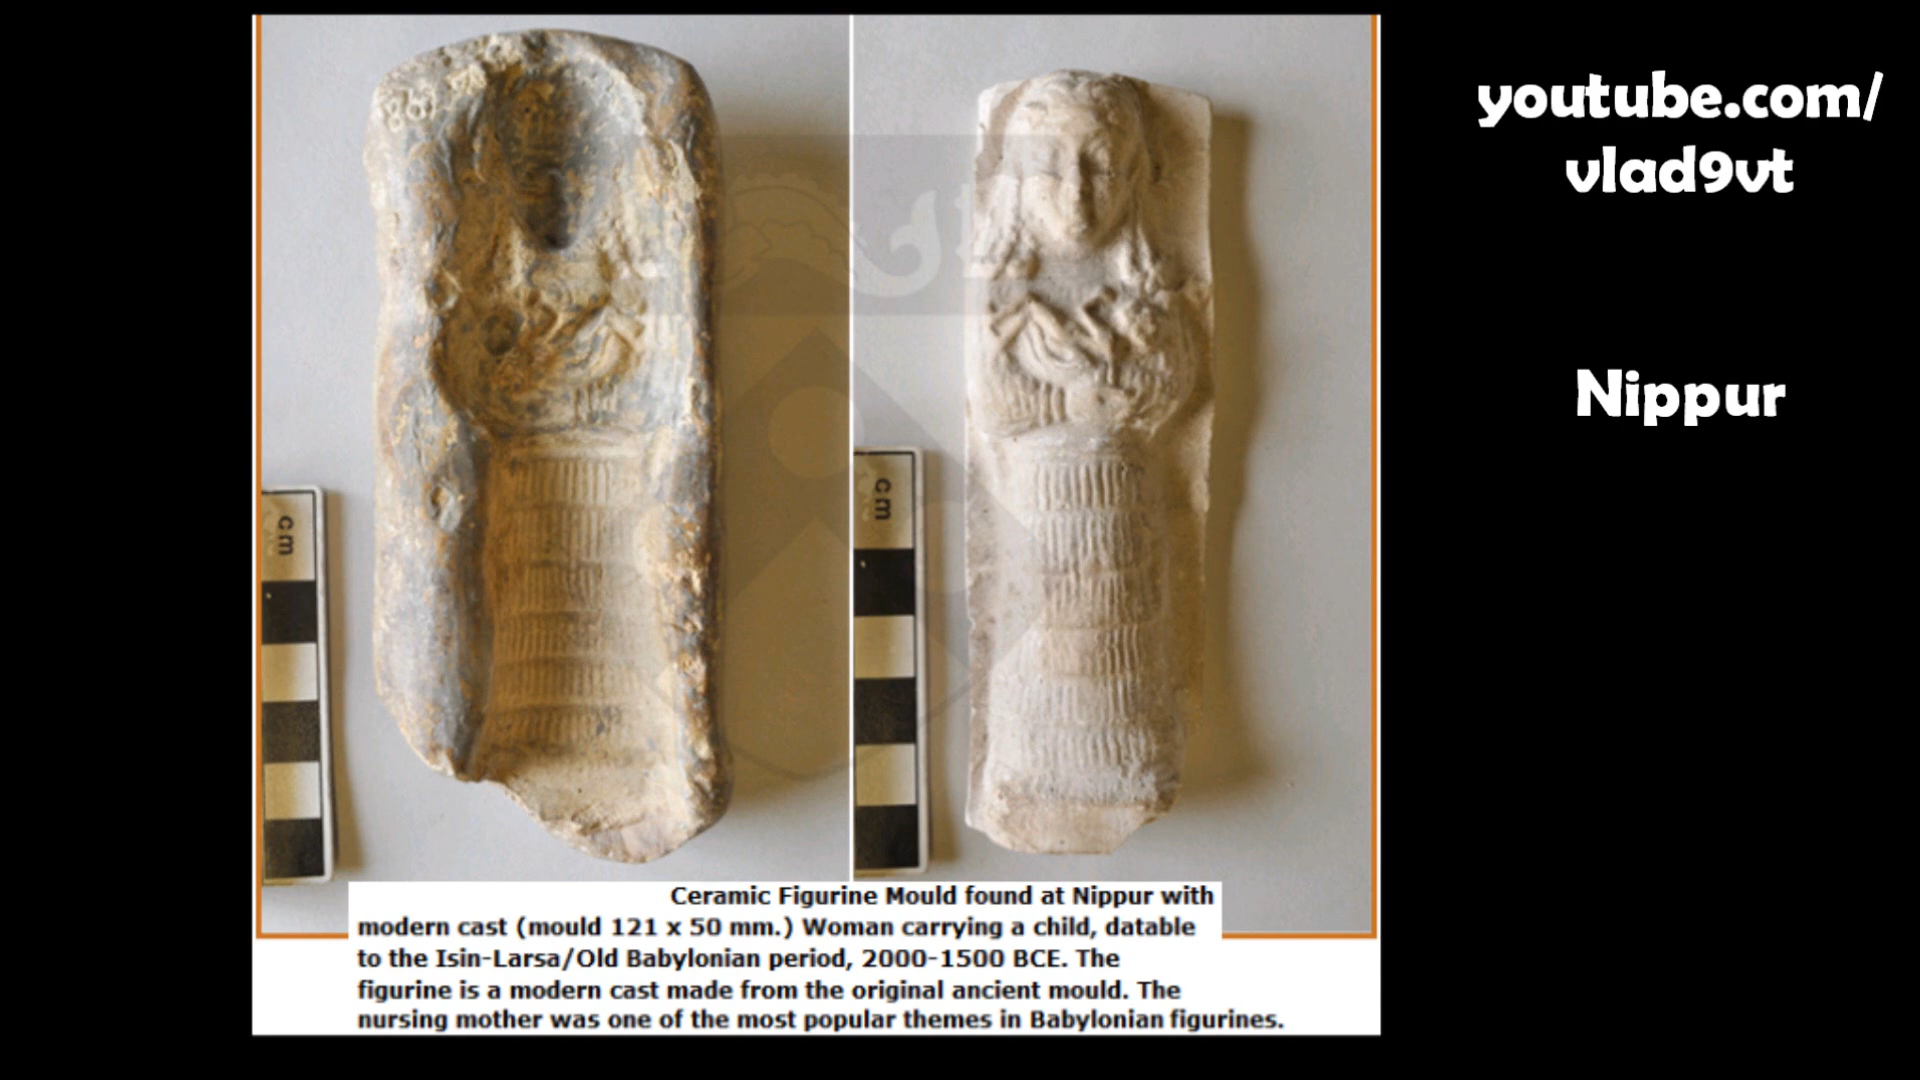 youtube.com/
vlad9vt
Nippur
cm
cm
Ceramic Figurine Mould found at Nippur with
modern cast (mould 121 x 50 mm.) Woman carrying a child, datable
to the Isin-Larsa/Old Babylonian period, 2000-1500 BCE. The
figurine is a modern cast made from the original ancient mould. The
nursing mother was one of the most popular themes in Babylonian figurines.